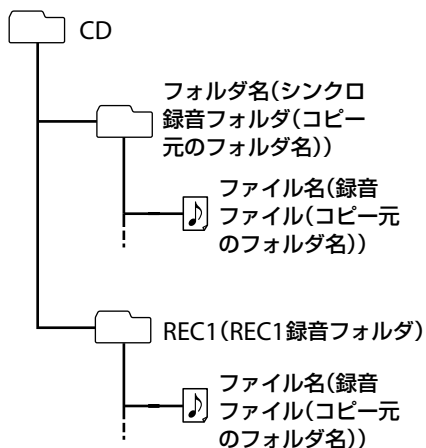 CD
フォルダ名(シンクロ
録音フォルダ(コピー
元のフォルダ名))
ファイル名(録音
ファイル(コピー元
のフォルダ名))
REC1(REC1録音フォルダ)
ファイル名(録音
ファイル(コピー元
のフォルダ名))